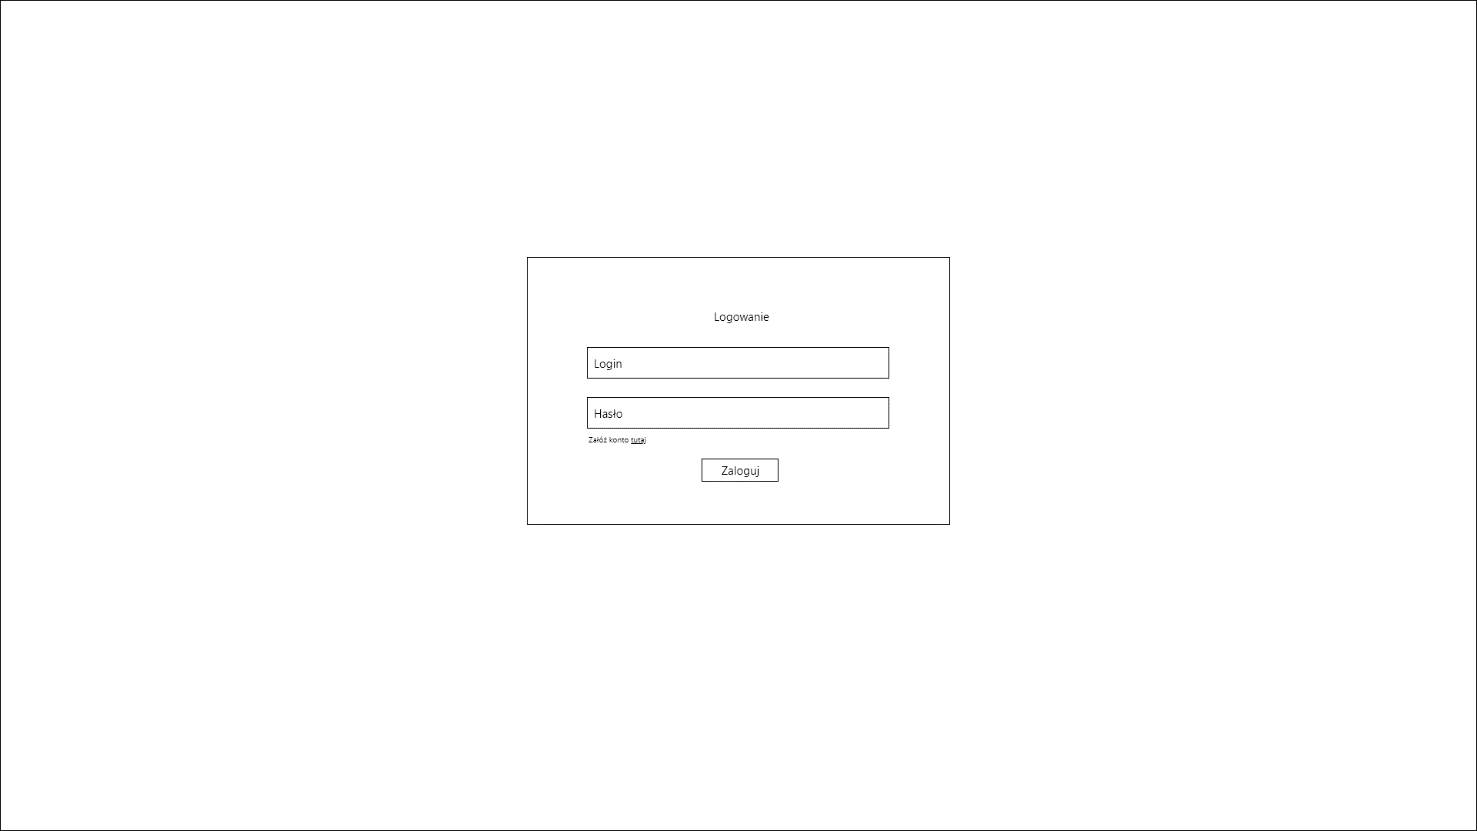 Logowanie
Login
Hasło
Załóż konto tutaj
Zaloguj